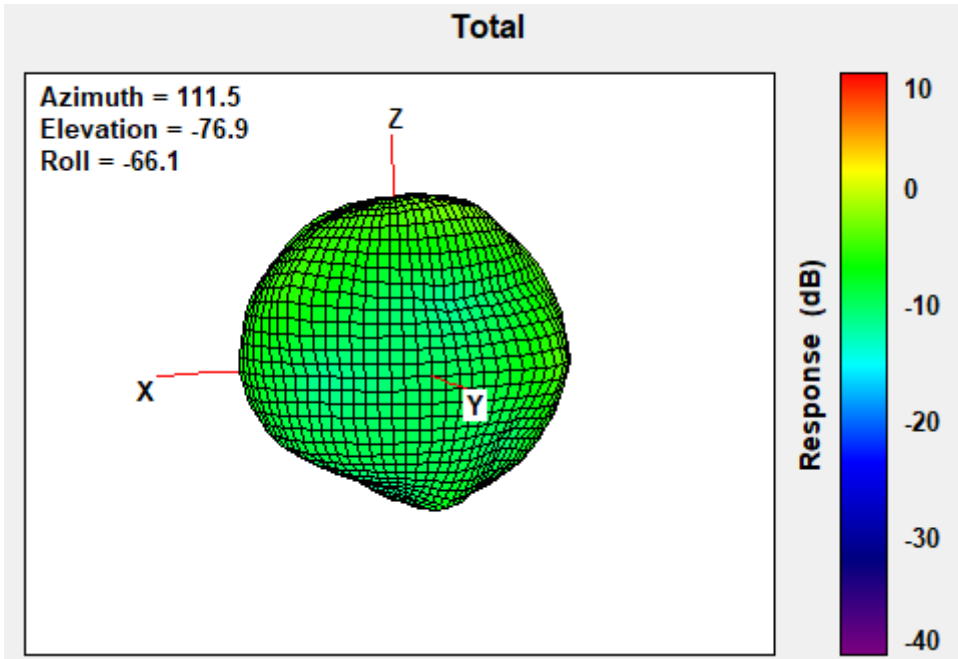 Total
Azimuth = 111.5
Elevation = -76.9
Roll = -66.1
Z
X
Y
Response (dB)
10
0
-10
-20
-30
-40